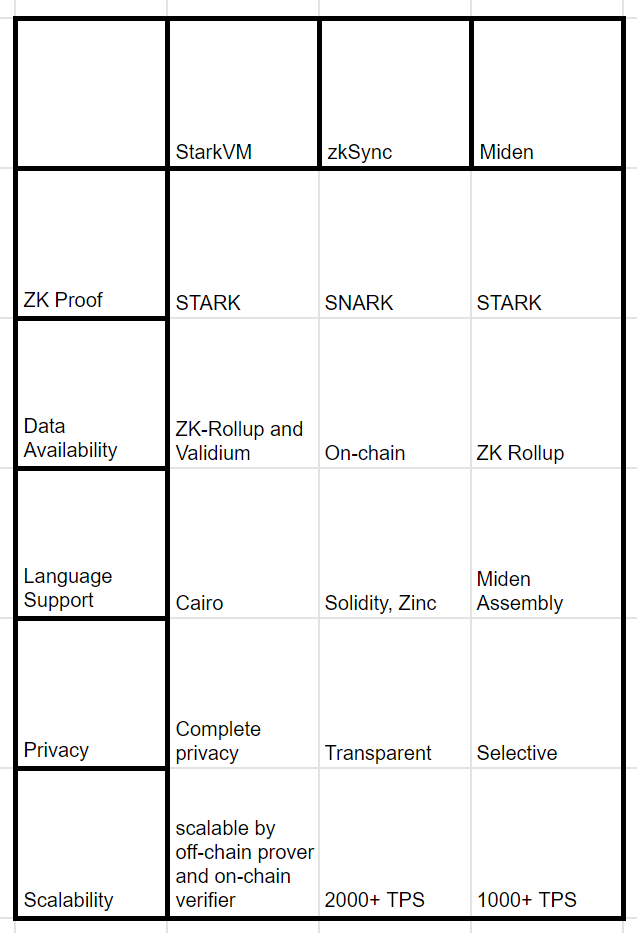 StarkVM
zkSync
Miden
ZK Proof
STARK
SNARK
STARK
Data
Availability
ZK-Rollup and
Validium
On-chain
ZK Rollup
Language
Support
Cairo
Solidity, Zinc
Miden
Assembly
Privacy
Complete
privacy
Transparent
Selective
Scalability
scalable by
off-chain prover
and on-chain
verifier
2000+ TPS
1000+ TPS